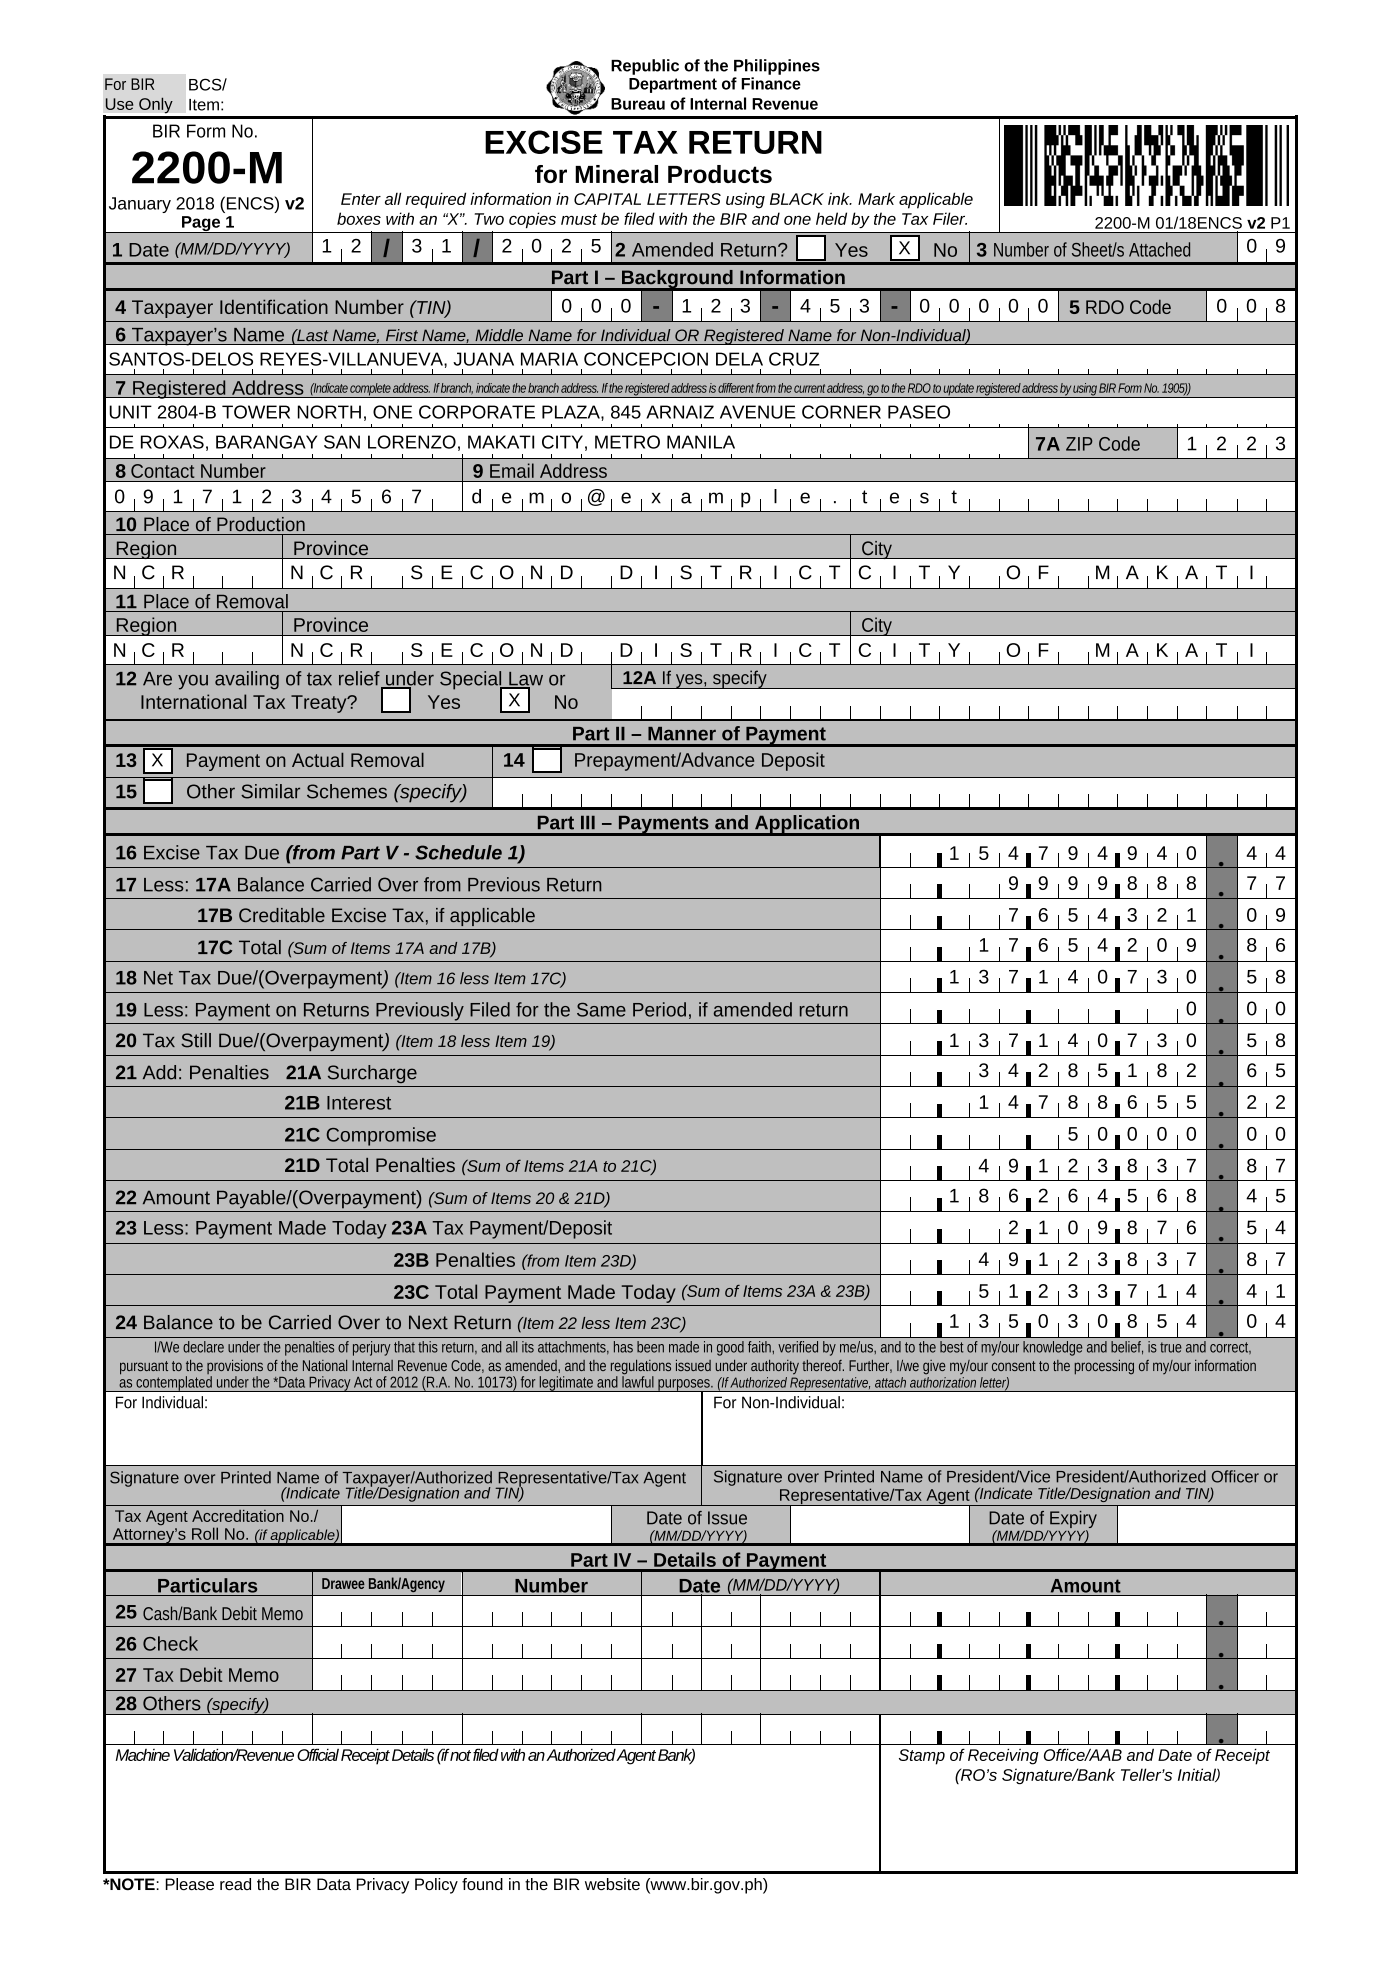 For BIR
Use Only
BCS/
Item:
Republic of the Philippines
Department of Finance
Bureau of Internal Revenue
BIR Form No.
2200-M
January 2018 (ENCS) v2
Page 1
EXCISE TAX RETURN
for Mineral Products
Enter all required information in CAPITAL LETTERS using BLACK ink. Mark applicable
boxes with an “X”. Two copies must be filed with the BIR and one held by the Tax Filer.
2200-M 01/18ENCS v2 P1
1 Date (MM/DD/YYYY) 12/31/2025 2 Amended Return? Yes X No 3 Number of Sheet/s Attached 09
Part I – Background Information
4 Taxpayer Identification Number (TIN) 000-123-453-00000 5 RDO Code 008
6 Taxpayer’s Name (Last Name, First Name, Middle Name for Individual OR Registered Name for Non-Individual)
SANTOS-DELOS REYES-VILLANUEVA, JUANA MARIA CONCEPCION DELA CRUZ
7 Registered Address (Indicate complete address. If branch, indicate the branch address. If the registered address is different from the current address, go to the RDO to update registered address by using BIR Form No. 1905))
UNIT 2804-B TOWER NORTH, ONE CORPORATE PLAZA, 845 ARNAIZ AVENUE CORNER PASEO
DE ROXAS, BARANGAY SAN LORENZO, MAKATI CITY, METRO MANILA 7A ZIP Code 1223
8 Contact Number 9 Email Address
09171234567 demo@example.test
10 Place of Production
Region Province City
NCR NCR SECOND DISTRICT CITY OF MAKATI
11 Place of Removal
Region Province City
NCR NCR SECOND DISTRICT CITY OF MAKATI
12 Are you availing of tax relief under Special Law or
International Tax Treaty? Yes X No
12A If yes, specify
Part II – Manner of Payment
13 X Payment on Actual Removal 14 Prepayment/Advance Deposit
15 Other Similar Schemes (specify)
Part III – Payments and Application
16 Excise Tax Due (from Part V - Schedule 1) 154794940.44
17 Less: 17A Balance Carried Over from Previous Return 9999888.77
17B Creditable Excise Tax, if applicable 7654321.09
17C Total (Sum of Items 17A and 17B) 17654209.86
18 Net Tax Due/(Overpayment) (Item 16 less Item 17C) 137140730.58
19 Less: Payment on Returns Previously Filed for the Same Period, if amended return 0.00
20 Tax Still Due/(Overpayment) (Item 18 less Item 19) 137140730.58
21 Add: Penalties 21A Surcharge 34285182.65
21B Interest 14788655.22
21C Compromise 50000.00
21D Total Penalties (Sum of Items 21A to 21C) 49123837.87
22 Amount Payable/(Overpayment) (Sum of Items 20 & 21D) 186264568.45
23 Less: Payment Made Today 23A Tax Payment/Deposit 2109876.54
23B Penalties (from Item 23D) 49123837.87
23C Total Payment Made Today (Sum of Items 23A & 23B) 51233714.41
24 Balance to be Carried Over to Next Return (Item 22 less Item 23C) 135030854.04
I/We declare under the penalties of perjury that this return, and all its attachments, has been made in good faith, verified by me/us, and to the best of my/our knowledge and belief, is true and correct,
pursuant to the provisions of the National Internal Revenue Code, as amended, and the regulations issued under authority thereof. Further, I/we give my/our consent to the processing of my/our information
as contemplated under the *Data Privacy Act of 2012 (R.A. No. 10173) for legitimate and lawful purposes. (If Authorized Representative, attach authorization letter)
For Individual: For Non-Individual:
Signature over Printed Name of Taxpayer/Authorized Representative/Tax Agent
(Indicate Title/Designation and TIN)
Signature over Printed Name of President/Vice President/Authorized Officer or
Representative/Tax Agent (Indicate Title/Designation and TIN)
Tax Agent Accreditation No./
Attorney’s Roll No. (if applicable)
Date of Issue
(MM/DD/YYYY)
Date of Expiry
(MM/DD/YYYY)
Part IV – Details of Payment
Particulars Drawee Bank/Agency Number Date (MM/DD/YYYY) Amount
25 Cash/Bank Debit Memo .
26 Check .
27 Tax Debit Memo .
28 Others (specify)
.
Machine Validation/Revenue Official Receipt Details (if not filed with an Authorized Agent Bank)
Stamp of Receiving Office/AAB and Date of Receipt
(RO’s Signature/Bank Teller’s Initial)
*NOTE: Please read the BIR Data Privacy Policy found in the BIR website (www.bir.gov.ph)